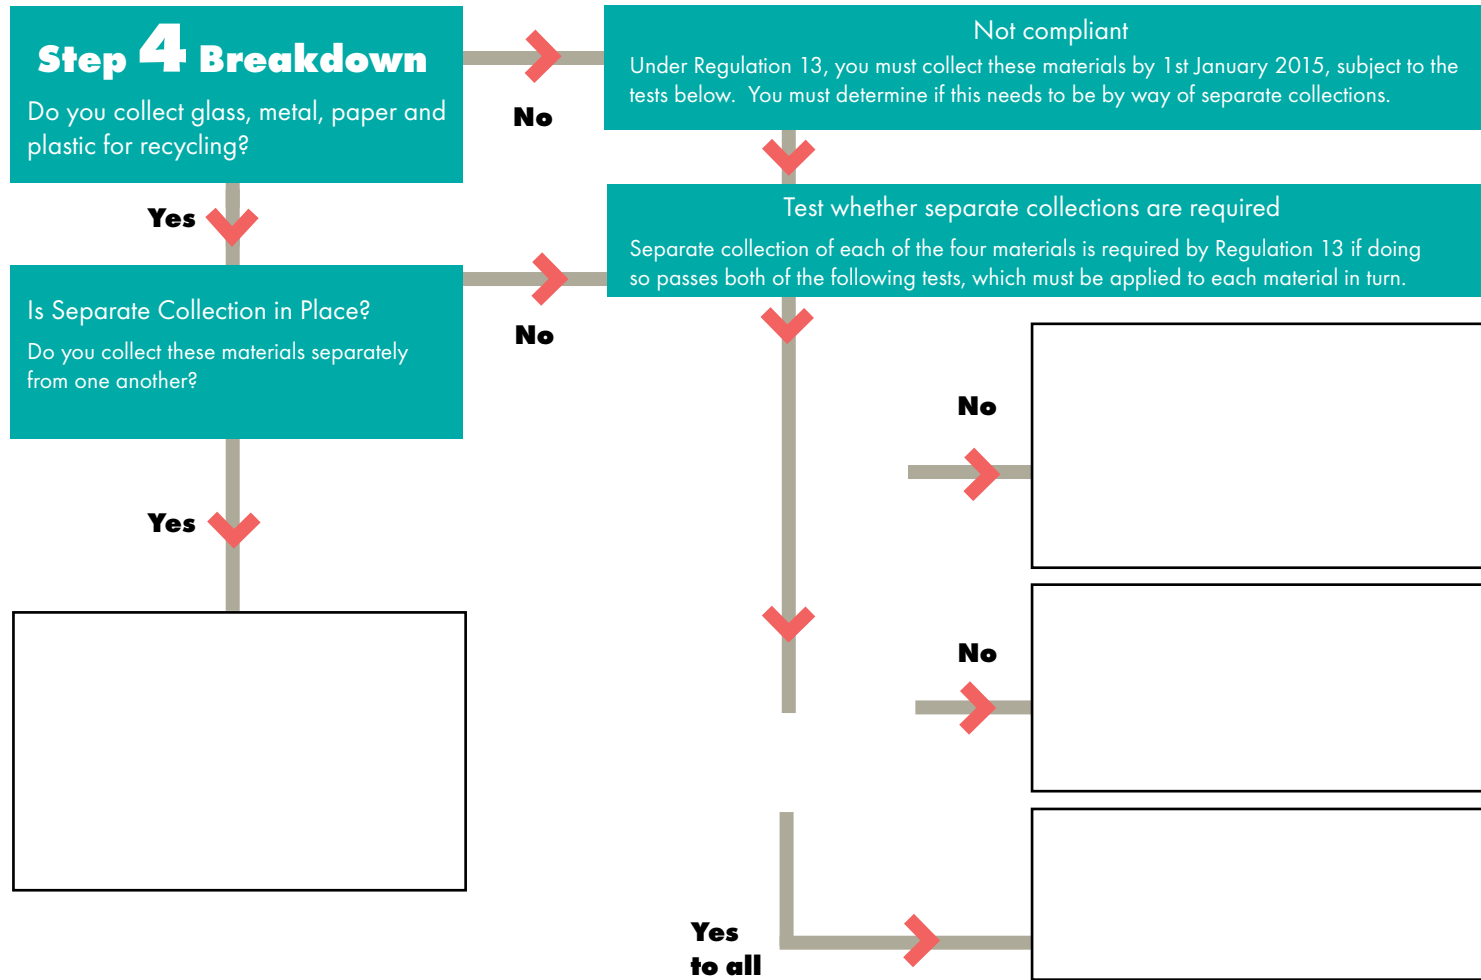 Step 4 Breakdown
Do you collect glass, metal, paper and
plastic for recycling?
No
Not compliant
Under Regulation 13, you must collect these materials by 1st January 2015, subject to the
tests below.  You must determine if this needs to be by way of separate collections.
Yes
Test whether separate collections are required
Separate collection of each of the four materials is required by Regulation 13 if doing
so passes both of the following tests, which must be applied to each material in turn.
Is Separate Collection in Place?
Do you collect these materials separately
from one another?
No
No
Yes
No
Yes
to all